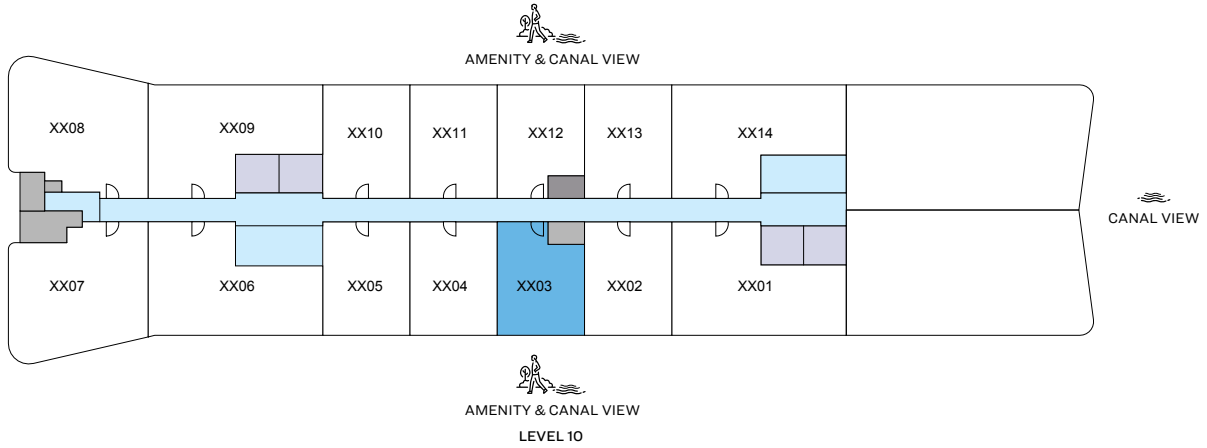 AMENITY & CANAL VIEW
XX08
XX09
XX10
XX11
XX12
XX13
XX14
CANAL VIEW
XX07
XX06
XX05
XX04
XX03
XX02
XX01
AMENITY & CANAL VIEW
LEVEL 10